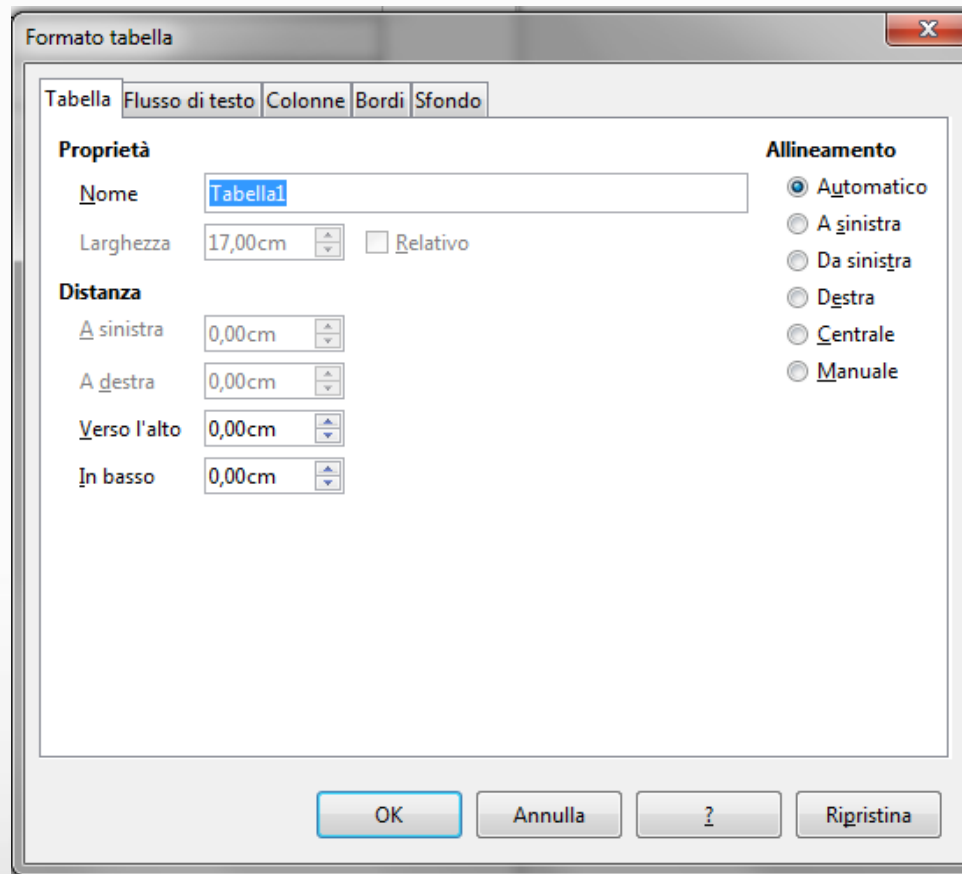 Formato tabella
Tabella Flusso di testo Colonne Bordi Sfondo
Proprietà
Nome Tabella1
Larghezza 17,00cm Relativo
Distanza
A sinistra 0,00cm
A destra 0,00cm
Verso l'alto 0,00cm
In basso 0,00cm
Allineamento
Automatico
A sinistra
Da sinistra
Destra
Centrale
Manuale
OK Annulla ? Ripristina